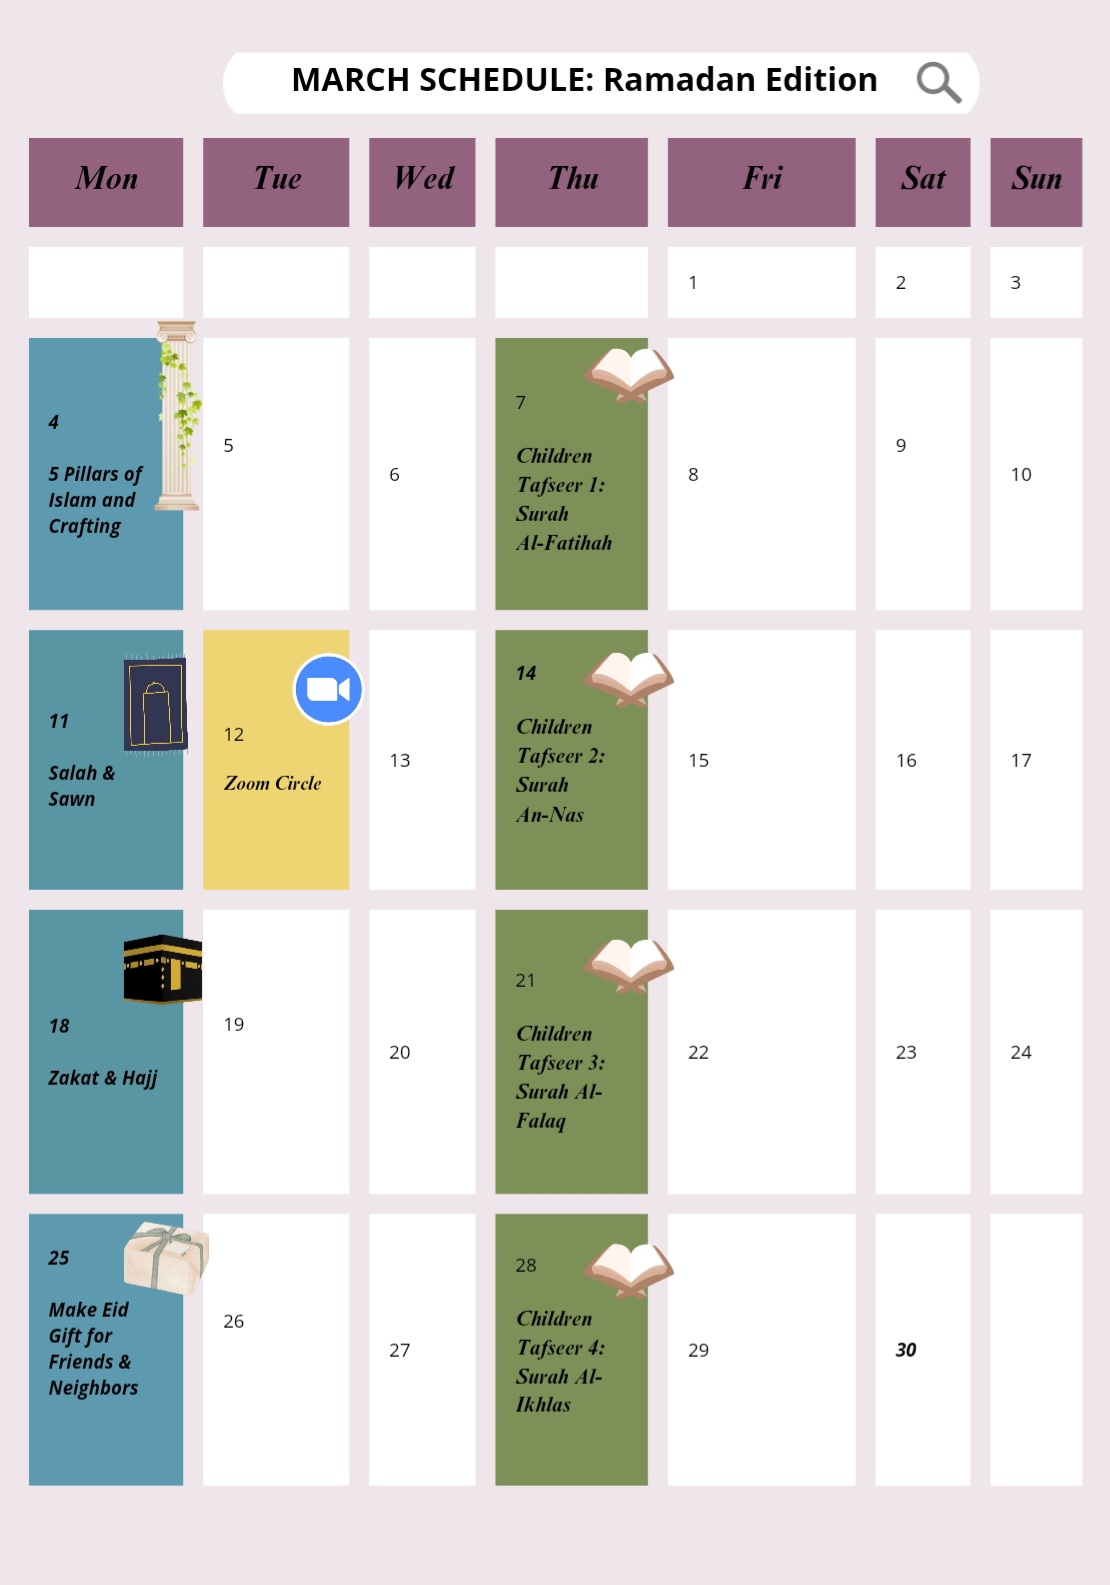 MARCH SCHEDULE: Ramadan Edition
Mon
Tue
Wed
Thu
Fri
Sat
Sun
1
2
3
4
5 Pillars of
Islam and
Crafting
5
6
7
Children
Tafseer 1:
Surah
Al-Fatihah
8
9
10
11
Salah &
Sawn
12
Zoom Circle
13
14
Children
Tafseer 2:
Surah
An-Nas
15
16
17
18
Zakat & Hajj
19
20
21
Children
Tafseer 3:
Surah Al-
Falaq
22
23
24
25
Make Eid
Gift for
Friends &
Neighbors
26
27
28
Children
Tafseer 4:
Surah Al-
Ikhlas
29
30